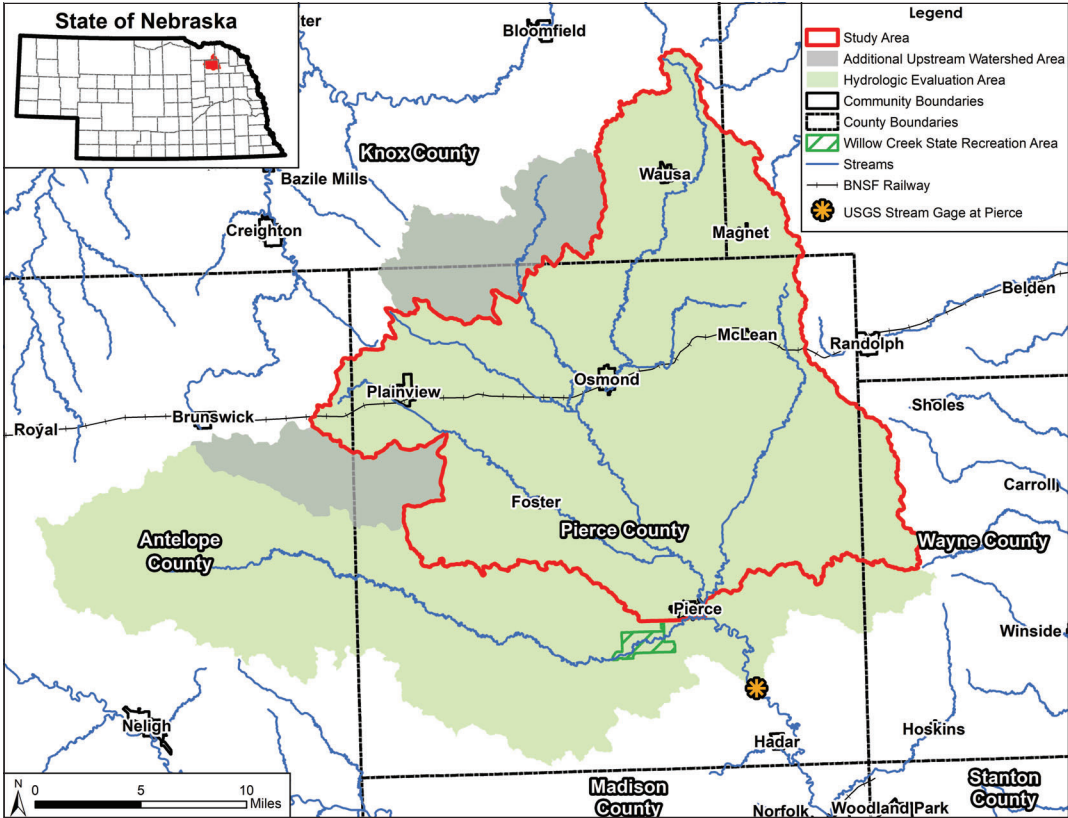 State of Nebraska
ter
Bloomfield
Legend
Study Area
Additional Upstream Watershed Area
Hydrologic Evaluation Area
Community Boundaries
County Boundaries
Willow Creek State Recreation Area
Streams
BNSF Railway
USGS Stream Gage at Pierce
Knox County
Bazile Mills
Wausa
Creighton
Magnet
Belden
McLean
Randolph
Osmond
Plainview
Brunswick
Royal
Sholes
Carroll
Foster
Pierce County
Antelope
County
Wayne County
Pierce
Winside
Neligh
Hoskins
Hadar
N
0 5 10
Miles
Madison
County
Stanton
County
Norfolk
Woodland Park